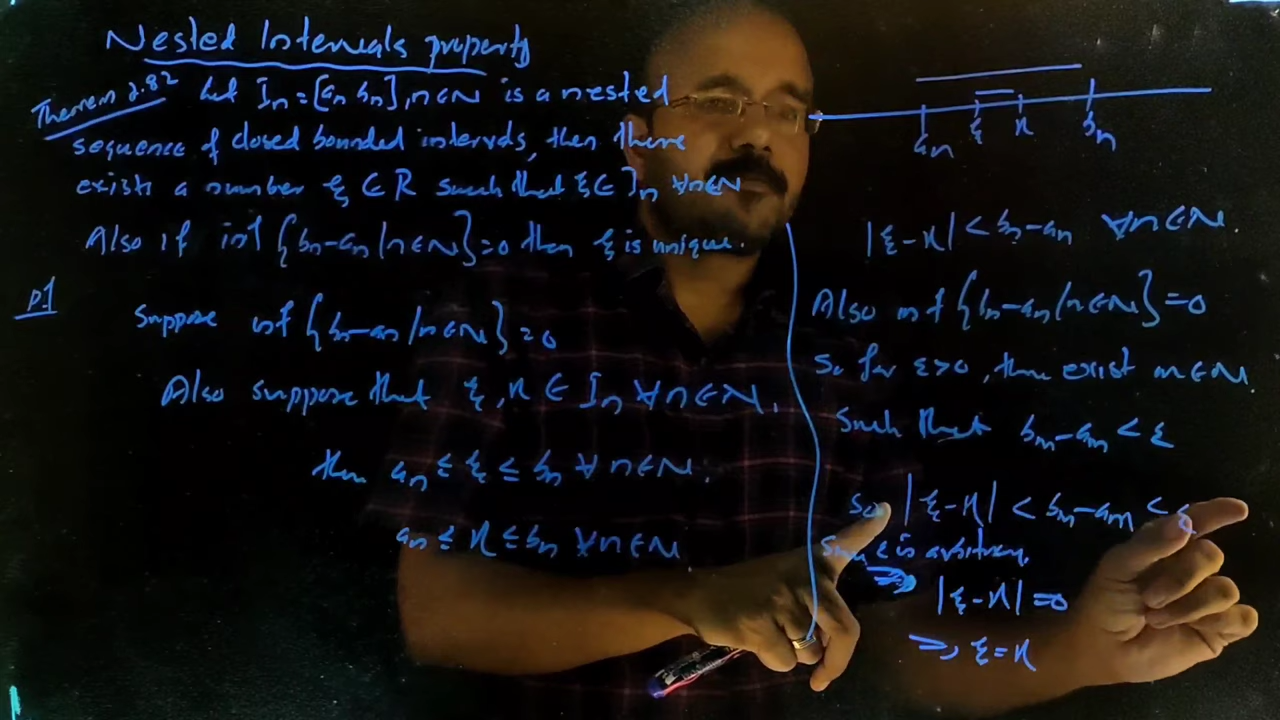 Nested Intervals property
Theorem 2.82 Let Iₙ = [aₙ bₙ], n∈N is a nested
sequence of closed bounded intervals, then there
exists a number ξ ∈ R such that ξ ∈ Iₙ ∀n∈N
Also if inf {bₙ-aₙ | n∈N} = 0 then ξ is unique.
P.1
Suppose inf {bₙ-aₙ | n∈N} = 0
Also suppose that ξ, η ∈ Iₙ ∀n∈N.
then aₙ ≤ ξ ≤ bₙ ∀ n∈N.
aₙ ≤ η ≤ bₙ ∀n∈N
aₙ ξ η bₙ
|ξ-η| < bₙ-aₙ ∀n∈N.
Also inf {bₙ-aₙ | n∈N} = 0
So for ε>0, there exist m∈N.
Such that bₘ-aₘ < ε
So |ξ-η| < bₘ-aₘ < ε
Since ε is arbitrary.
⇒ |ξ-η| = 0
⇒ ξ = η